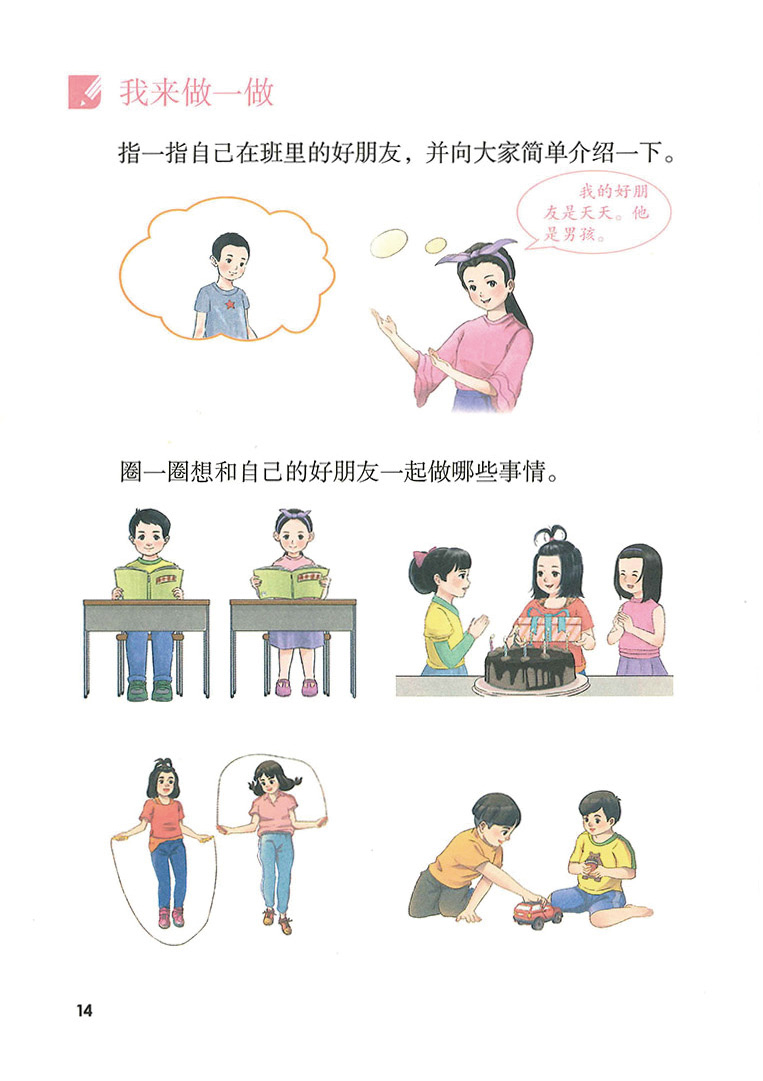 我来做一做
指一指自己在班里的好朋友，并向大家简单介绍一下。
我的好朋
友是天天。他
是男孩。
圈一圈想和自己的好朋友一起做哪些事情。
14